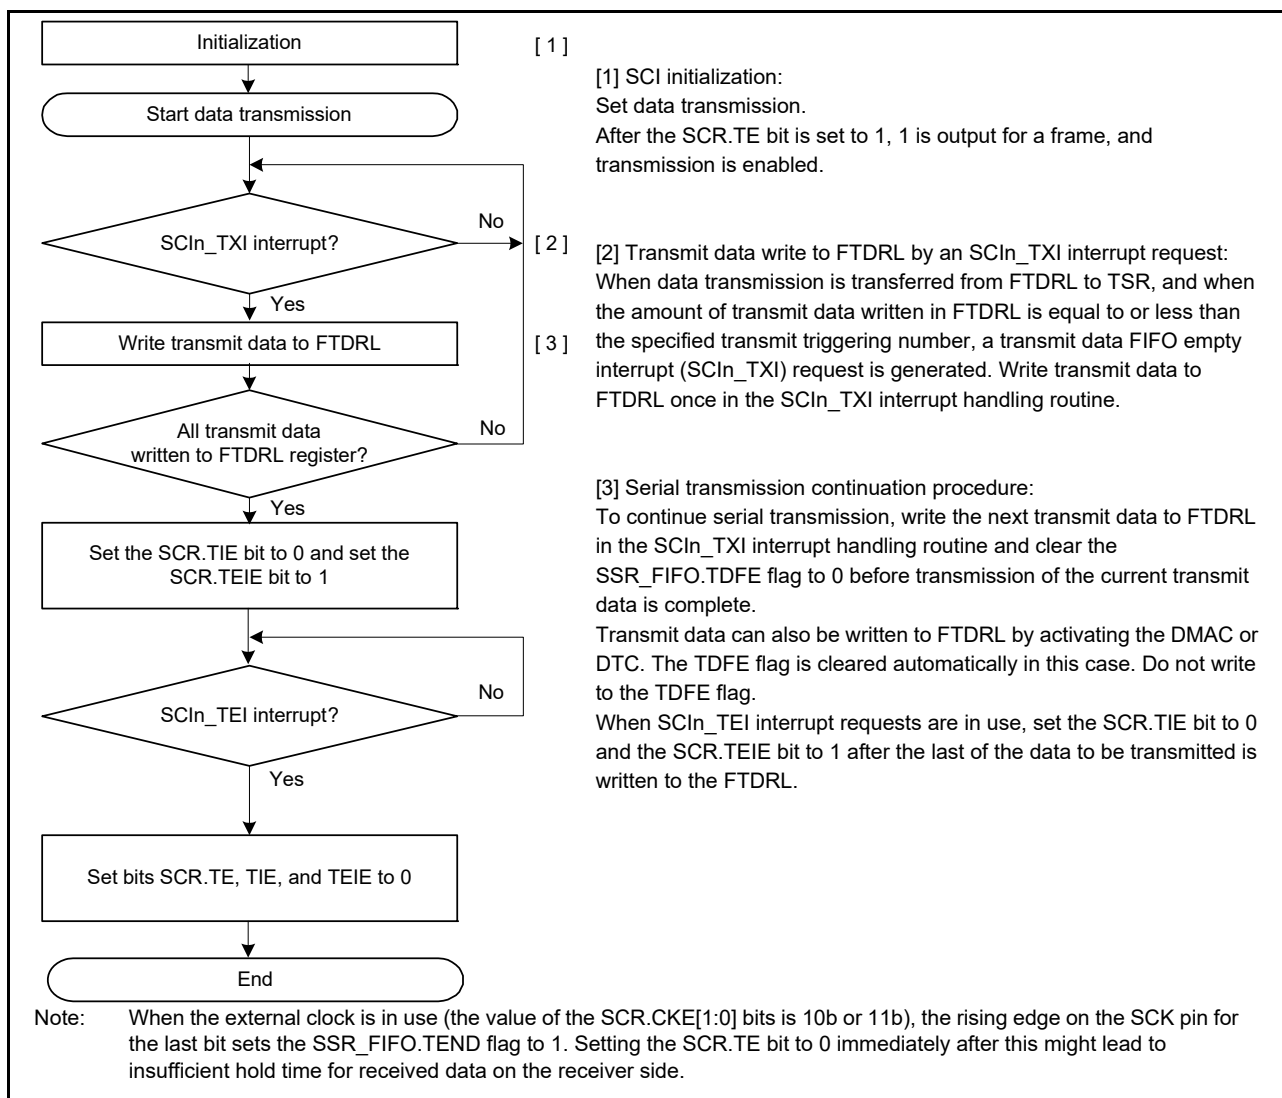 Initialization
[ 1 ]
Start data transmission
[1] SCI initialization:
Set data transmission.
After the SCR.TE bit is set to 1, 1 is output for a frame, and
transmission is enabled.
SCIn_TXI interrupt?
No
[ 2 ]
Yes
Write transmit data to FTDRL
[ 3 ]
[2] Transmit data write to FTDRL by an SCIn_TXI interrupt request:
When data transmission is transferred from FTDRL to TSR, and when
the amount of transmit data written in FTDRL is equal to or less than
the specified transmit triggering number, a transmit data FIFO empty
interrupt (SCIn_TXI) request is generated. Write transmit data to
FTDRL once in the SCIn_TXI interrupt handling routine.
All transmit data
written to FTDRL register?
No
Yes
Set the SCR.TIE bit to 0 and set the
SCR.TEIE bit to 1
[3] Serial transmission continuation procedure:
To continue serial transmission, write the next transmit data to FTDRL
in the SCIn_TXI interrupt handling routine and clear the
SSR_FIFO.TDFE flag to 0 before transmission of the current transmit
data is complete.
Transmit data can also be written to FTDRL by activating the DMAC or
DTC. The TDFE flag is cleared automatically in this case. Do not write
to the TDFE flag.
When SCIn_TEI interrupt requests are in use, set the SCR.TIE bit to 0
and the SCR.TEIE bit to 1 after the last of the data to be transmitted is
written to the FTDRL.
SCIn_TEI interrupt?
No
Yes
Set bits SCR.TE, TIE, and TEIE to 0
End
Note: When the external clock is in use (the value of the SCR.CKE[1:0] bits is 10b or 11b), the rising edge on the SCK pin for
the last bit sets the SSR_FIFO.TEND flag to 1. Setting the SCR.TE bit to 0 immediately after this might lead to
insufficient hold time for received data on the receiver side.